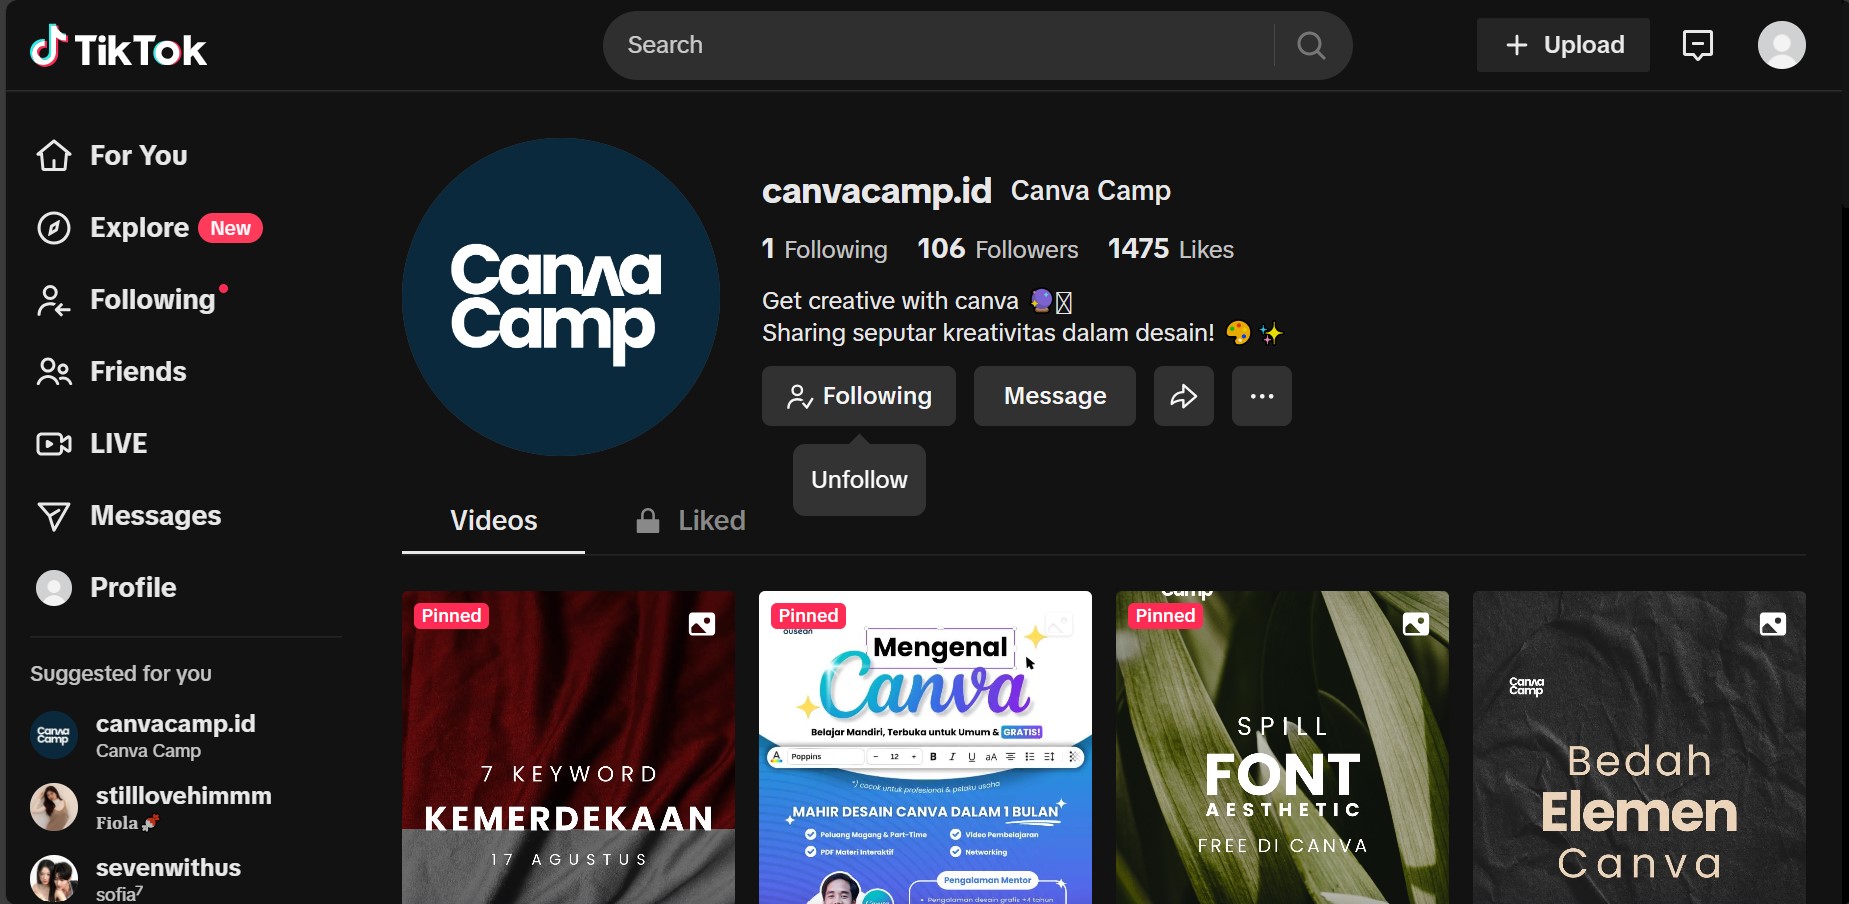 TikTok
Search
Upload
For You
Explore New
Following
Friends
LIVE
Messages
Profile
Suggested for you
canvacamp.id
Canva Camp
stilllovehimmm
Fiola
sevenwithus
sofia⁷
Canva
Camp
canvacamp.id Canva Camp
1 Following 106 Followers 1475 Likes
Get creative with canva 🔮
Sharing seputar kreativitas dalam desain! 🎨 ✨
Following
Message
Unfollow
Videos
Liked
Pinned
7 KEYWORD
KEMERDEKAAN
17 AGUSTUS
Pinned
Mengenal
Canva
Belajar Mandiri, Terbuka untuk Umum & GRATIS!
Poppins - 12 + B I U aA
*) cocok untuk profesional & pelaku usaha
MAHIR DESAIN CANVA DALAM 1 BULAN
Peluang Magang & Part-Time
Video Pembelajaran
PDF Materi Interaktif
Networking
Pengalaman Mentor
Pengalaman desain grafis +4 tahun
Camp
Pinned
SPILL
FONT
AESTHETIC
FREE DI CANVA
Canva
Camp
Bedah
Elemen
Canva